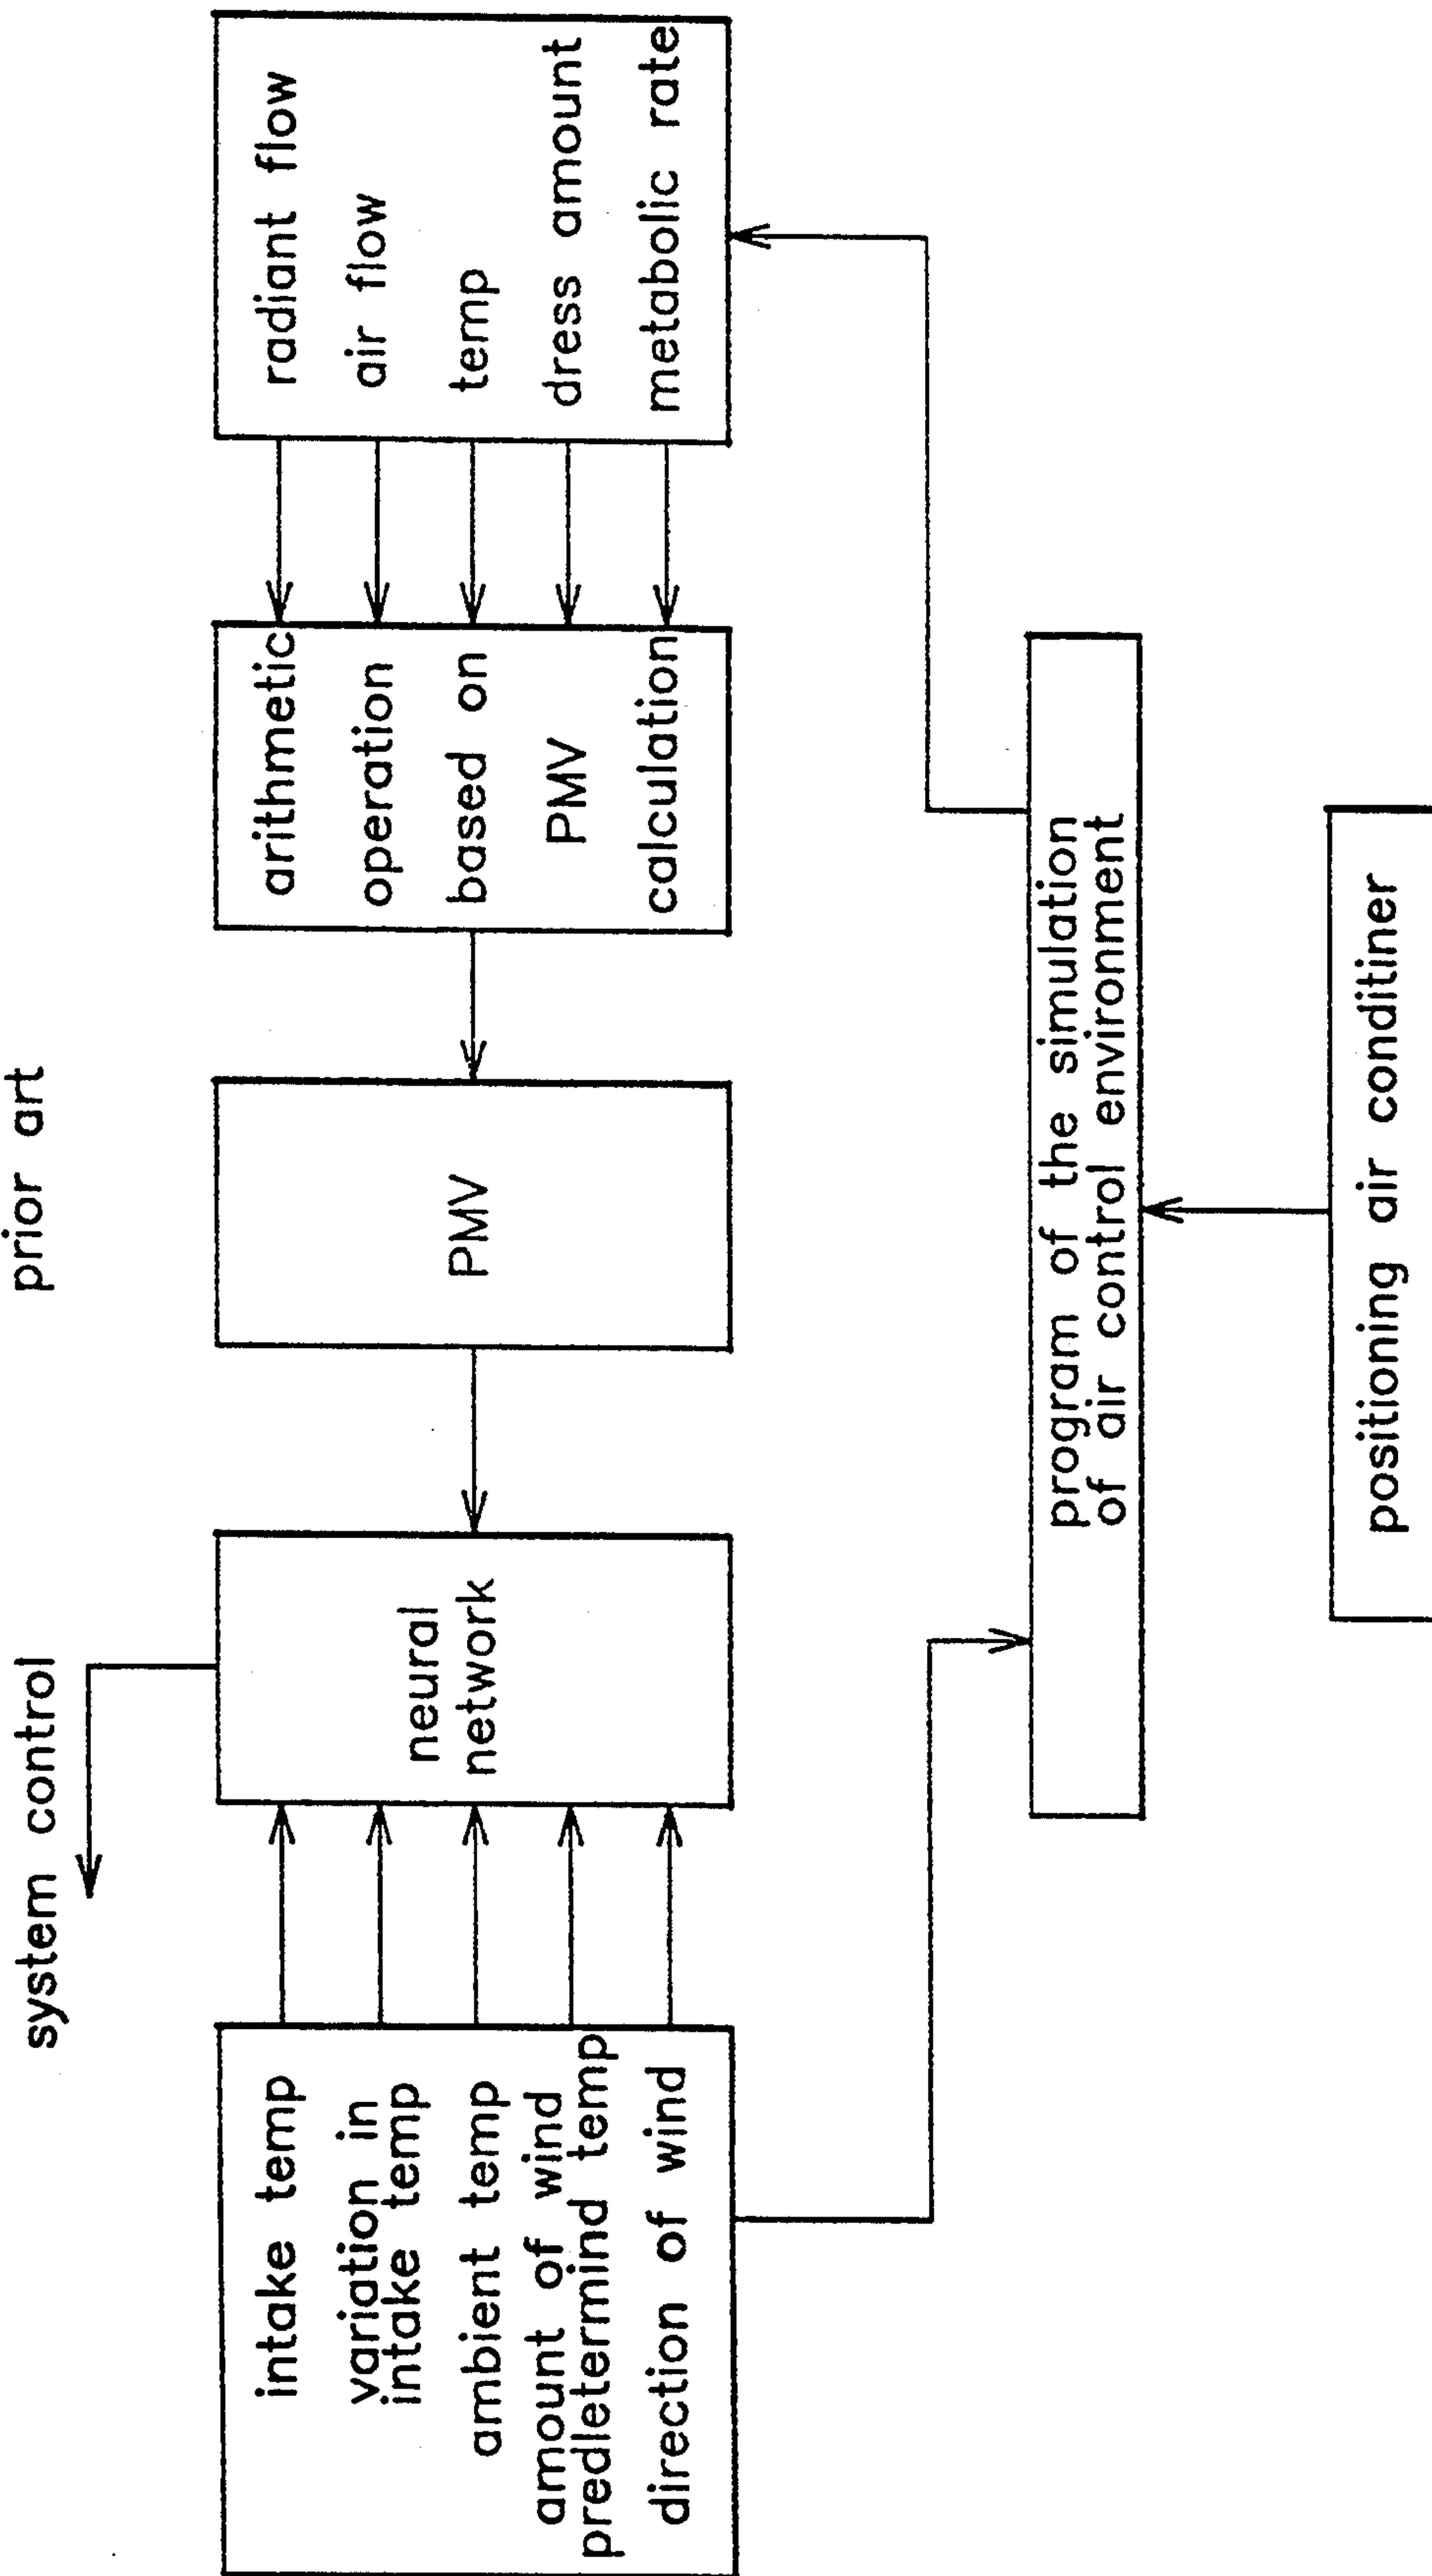 prior art
system control
intake temp
variation in
intake temp
ambient temp
amount of wind
predletermind temp
direction of wind
neural
network
PMV
arithmetic
operation
based on
PMV
calculation
radiant flow
air flow
temp
dress amount
metabolic rate
program of the simulation
of air control environment
positioning air conditiner